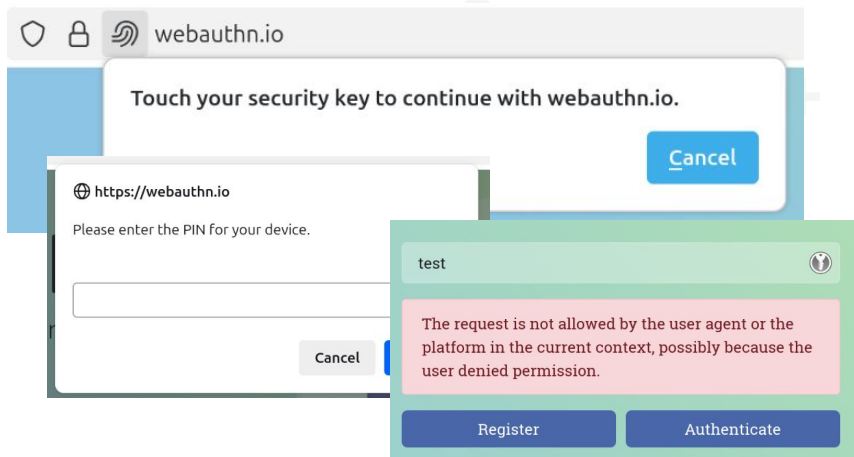 webauthn.io
Touch your security key to continue with webauthn.io.
Cancel
https://webauthn.io
Please enter the PIN for your device.
Cancel
test
The request is not allowed by the user agent or the
platform in the current context, possibly because the
user denied permission.
Register
Authenticate